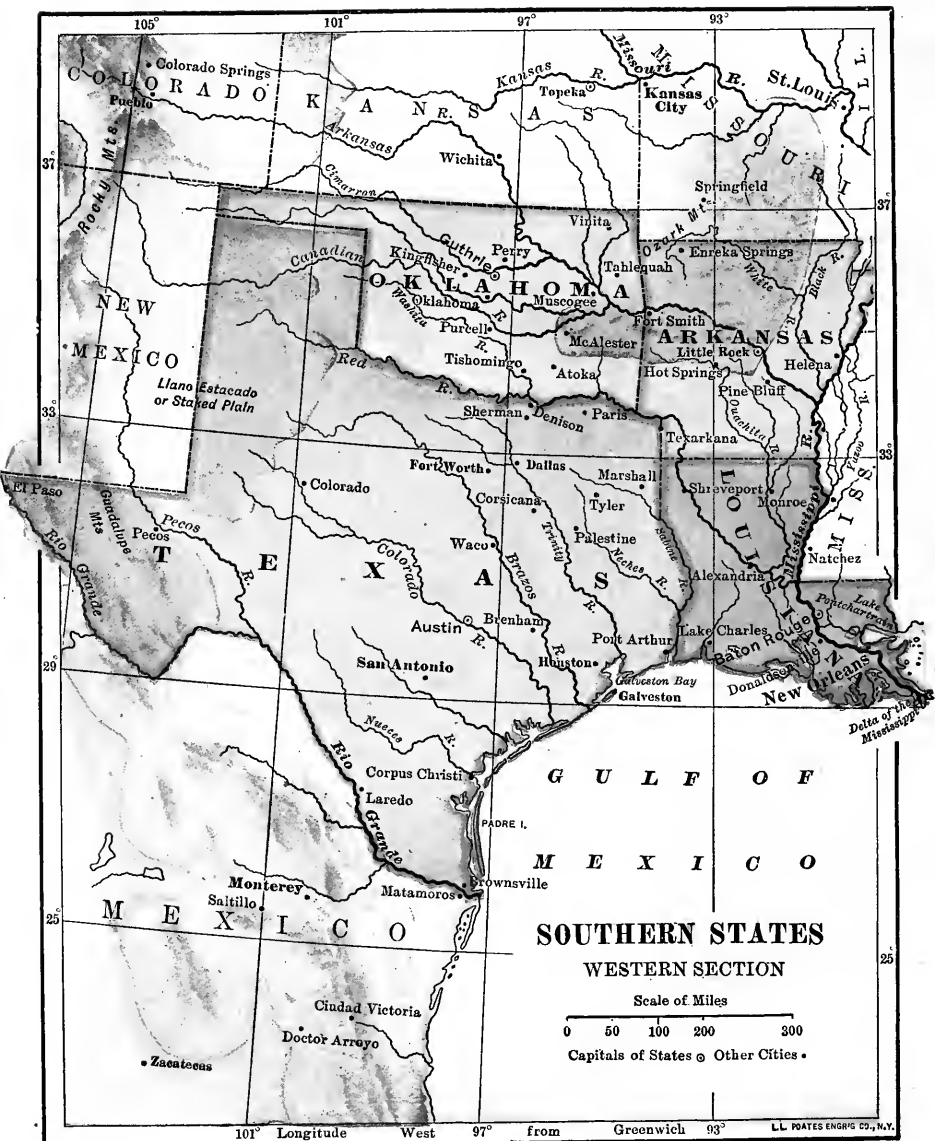 105°
101°
97°
93°
Colorado Springs
COLORADO
Pueblo
Rocky Mts.
KANSAS
Kansas R.
Topeka
Missouri R.
Kansas City
St. Louis
ILL.
MISSOURI
Arkansas R.
Wichita
37°
37°
Cimarron
Springfield
Ozark Mts
Vinita
Eureka Springs
White R.
Black R.
Guthrie
Perry
Kingfisher
Canadian R.
Tahlequah
OKLAHOMA
Oklahoma
Muscogee
Washita R.
Fort Smith
ARKANSAS
Purcell
McAlester
Little Rock
Helena
NEW MEXICO
Tishomingo
Atoka
Hot Springs
Pine Bluff
Red R.
Ouachita R.
Llano Estacado
or Staked Plain
33°
33°
Sherman
Denison
Paris
Texarkana
Yazoo R.
Fort Worth
Dallas
Marshall
Shreveport
Monroe
El Paso
Guadalupe Mts
Colorado
Corsicana
Tyler
Mississippi R.
MISS.
Pecos
Pecos R.
Waco
Trinity R.
Palestine
Neches R.
Sabine R.
Natchez
TEXAS
LOUISIANA
Rio Grande
Colorado R.
Brazos R.
Alexandria
Lake Pontchartrain
Austin
Brenham
Port Arthur
Lake Charles
Baton Rouge
29°
29°
San Antonio
Houston
Galveston Bay
Galveston
Donaldsonville
New Orleans
Delta of the
Mississippi
Nueces R.
Rio Grande
Corpus Christi
Laredo
GULF OF
MEXICO
PADRE I.
Brownsville
Matamoros
Monterey
Saltillo
MEXICO
25°
25°
SOUTHERN STATES
WESTERN SECTION
Scale of Miles
0 50 100 200 300
Capitals of States ⊙ Other Cities •
Ciudad Victoria
Doctor Arroyo
Zacatecas
101° Longitude West 97° from Greenwich 93°
L.L. POATES ENGR'G CO., N.Y.